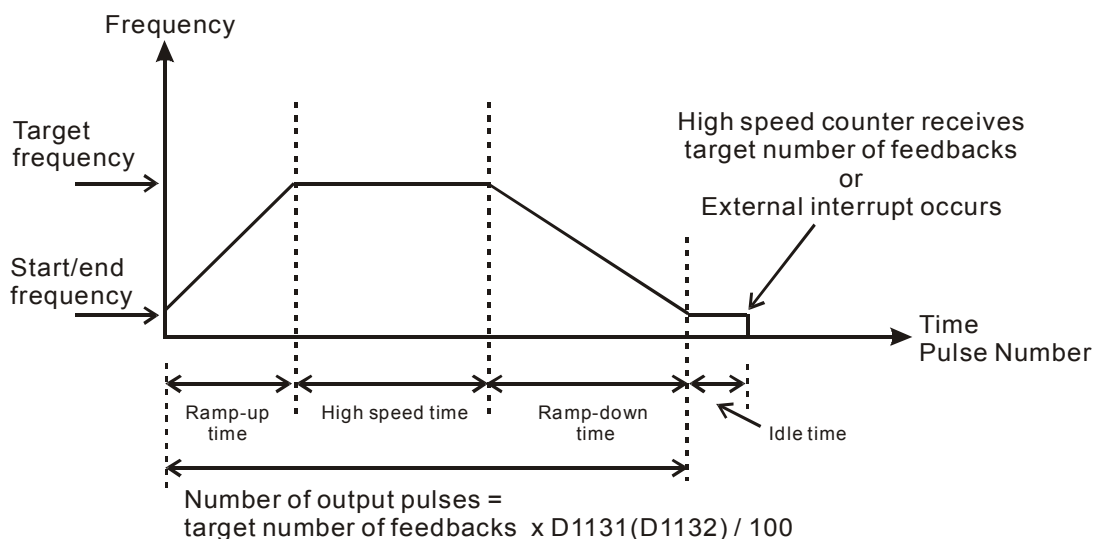 Frequency
Target
frequency
High speed counter receives
target number of feedbacks
or
External interrupt occurs
Start/end
frequency
Time
Pulse Number
Ramp-up
time
High speed time
Ramp-down
time
Idle time
Number of output pulses =
target number of feedbacks x D1131(D1132) / 100